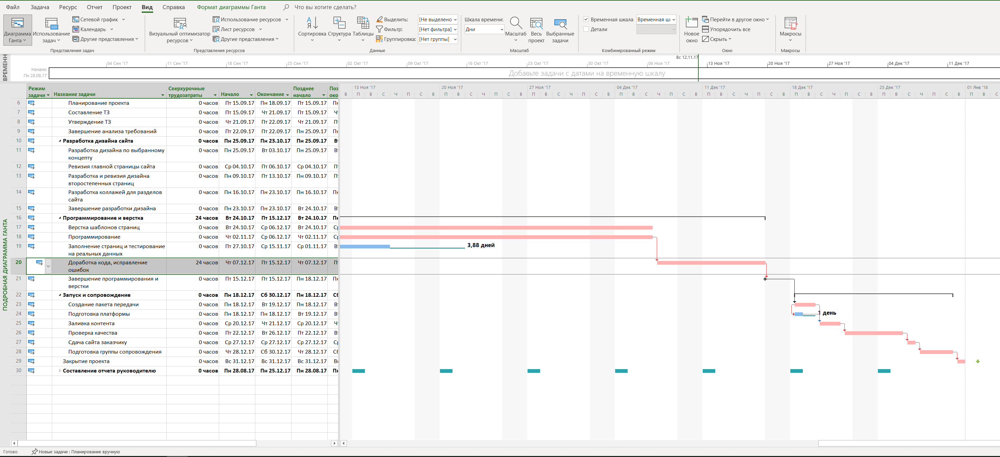 Файл Задача Ресурс Отчет Проект Вид Справка Формат диаграммы Ганта Что вы хотите сделать?
Диаграмма Ганта
Использование задач
Сетевой график
Календарь
Другие представления
Представления задач
Визуальный оптимизатор ресурсов
Использование ресурсов
Лист ресурсов
Другие представления
Представления ресурсов
Сортировка
Структура
Таблицы
Выделить: [Не выделено
Фильтр: [Нет фильтра]
Группировка: [Нет группы]
Данные
Шкала времени:
Дни
Масштаб
Весь проект
Выбранные задачи
Масштаб
Временная шкала Временная ш
Детали
Комбинированный режим
Новое окно
Перейти в другое окно
Упорядочить все
Скрыть
Окно
Макросы
Макросы
ВРЕМЕНН
Вс 12.11.17
04 Сен '17 11 Сен '17 18 Сен '17 25 Сен '17 02 Окт '17 09 Окт '17 16 Окт '17 23 Окт '17 30 Окт '17 06 Ноя '17 13 Ноя '17 20 Ноя '17 27 Ноя '17 04 Дек '17 11 Дек '17
Начало
Пн 28.08.17
Добавьте задачи с датами на временную шкалу
ПОДРОБНАЯ ДИАГРАММА ГАНТА
Режим задачи Название задачи Сверхурочные трудозатраты Начало Окончание Позднее начало Поз око
13 Ноя '17 20 Ноя '17 27 Ноя '17 04 Дек '17 11 Дек '17 18 Дек '17 25 Дек '17 01 Янв '18
В П В С Ч П С В П В С Ч П С В П В С Ч П С В П В С Ч П С В П В С Ч П С В П В С Ч П С В П В С Ч П С В П В С
6 Планирование проекта 0 часов Пт 15.09.17 Пн 18.09.17 Пт 15.09.17
7 Составление ТЗ 0 часов Пт 15.09.17 Чт 21.09.17 Пт 15.09.17
8 Утверждение ТЗ 0 часов Чт 21.09.17 Пт 22.09.17 Чт 21.09.17
9 Завершение анализа требований 0 часов Пт 22.09.17 Пт 22.09.17 Пн 25.09.17
10 Разработка дизайна сайта 0 часов Пн 25.09.17 Пн 23.10.17 Пн 25.09.17
11 Разработка дизайна по выбранному 0 часов Пн 25.09.17 Вт 03.10.17 Пн 25.09.17
концепту
12 Ревизия главной страницы сайта 0 часов Ср 04.10.17 Пт 06.10.17 Ср 04.10.17
13 Разработка и ревизия дизайна 0 часов Пн 09.10.17 Пт 13.10.17 Пн 09.10.17
второстепенных страниц
14 Разработка коллажей для разделов 0 часов Пн 16.10.17 Пн 23.10.17 Пн 16.10.17
сайта
15 Завершение разработки дизайна 0 часов Пн 23.10.17 Пн 23.10.17 Вт 24.10.17
16 Программирование и верстка 24 часов Вт 24.10.17 Пт 15.12.17 Вт 24.10.17
17 Верстка шаблонов страниц 0 часов Вт 24.10.17 Ср 06.12.17 Вт 24.10.17
18 Программирование 0 часов Чт 02.11.17 Ср 06.12.17 Чт 02.11.17
19 Заполнение страниц и тестирование 0 часов Пт 27.10.17 Ср 15.11.17 Ср 01.11.17 3,88 дней
на реальных данных
20 Доработка кода, исправление 24 часов Чт 07.12.17 Пт 15.12.17 Чт 07.12.17
ошибок
21 Завершение программирования и 0 часов Пт 15.12.17 Пт 15.12.17 Пн 18.12.17
верстки
22 Запуск и сопровождение 0 часов Пн 18.12.17 Сб 30.12.17 Пн 18.12.17
23 Создание пакета передачи 0 часов Пн 18.12.17 Вт 19.12.17 Пн 18.12.17
24 Подготовка платформы 0 часов Пн 18.12.17 Пн 18.12.17 Вт 19.12.17 1 день
25 Заливка контента 0 часов Ср 20.12.17 Чт 21.12.17 Ср 20.12.17
26 Проверка качества 0 часов Пт 22.12.17 Вт 26.12.17 Пт 22.12.17
27 Сдача сайта заказчику 0 часов Ср 27.12.17 Ср 27.12.17 Ср 27.12.17
28 Подготовка группы сопровождения 0 часов Чт 28.12.17 Сб 30.12.17 Чт 28.12.17
29 Закрытие проекта 0 часов Вс 31.12.17 Вс 31.12.17 Вс 31.12.17
30 Составление отчета руководителю 0 часов Пн 28.08.17 Пн 25.12.17 Пн 28.08.17
Готово Новые задачи : Планирование вручную